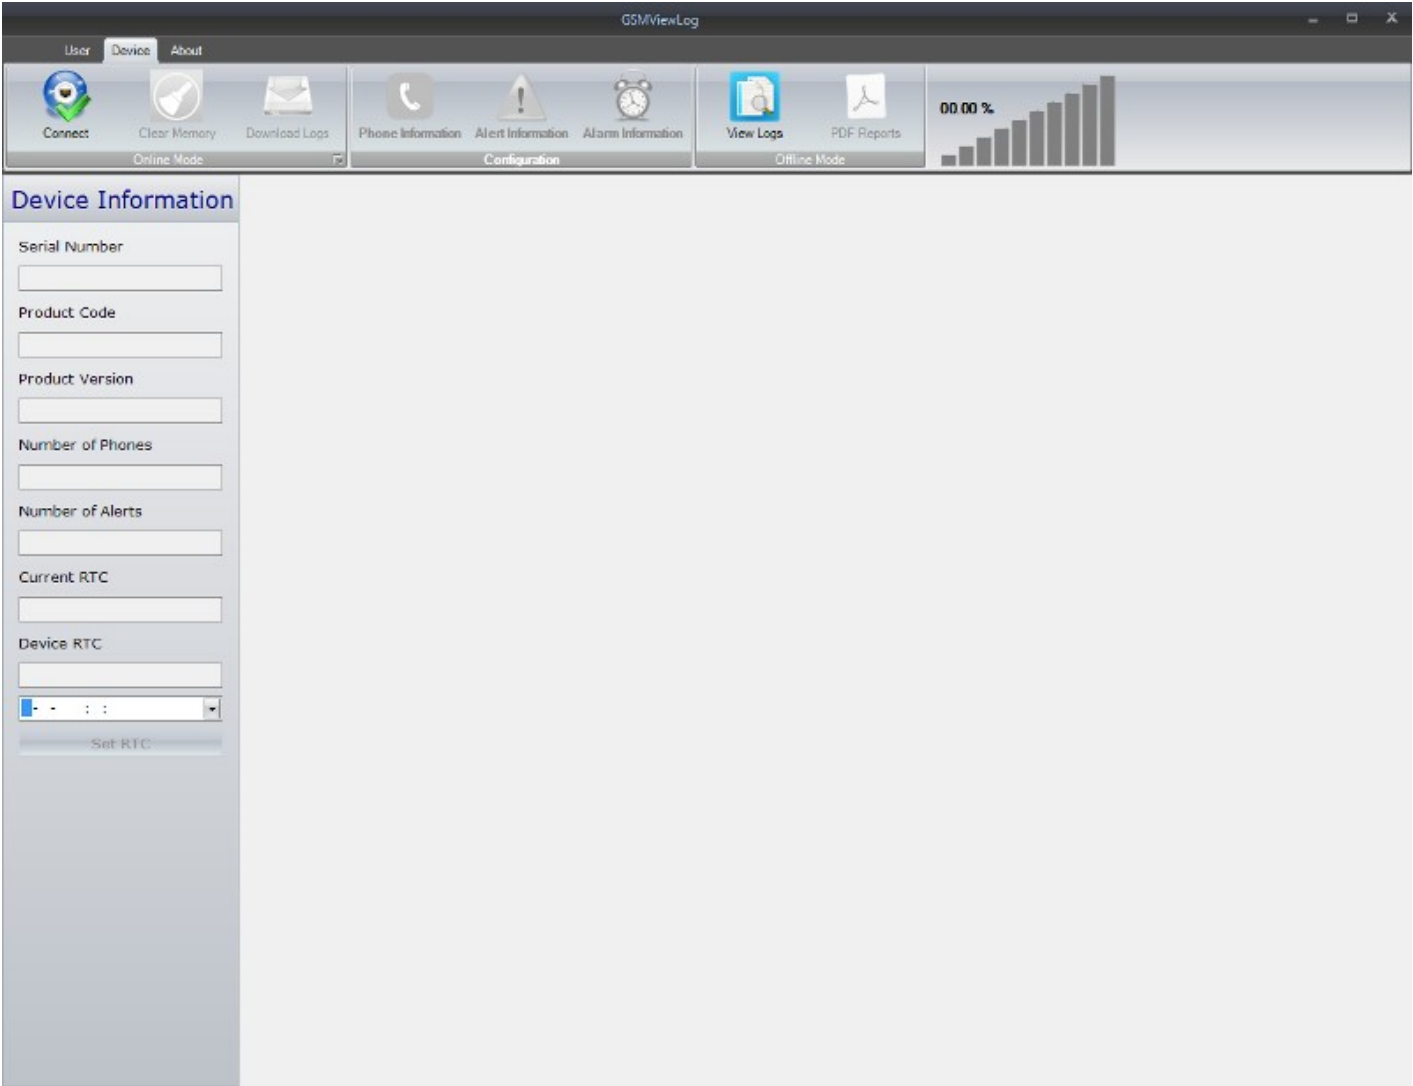 GSMViewLog
User Device About
Connect Clear Memory Download Logs Phone Information Alert Information Alarm Information View Logs PDF Reports 00.00 %
Online Mode Configuration Offline Mode
Device Information
Serial Number
Product Code
Product Version
Number of Phones
Number of Alerts
Current RTC
Device RTC
- - : :
Set RTC